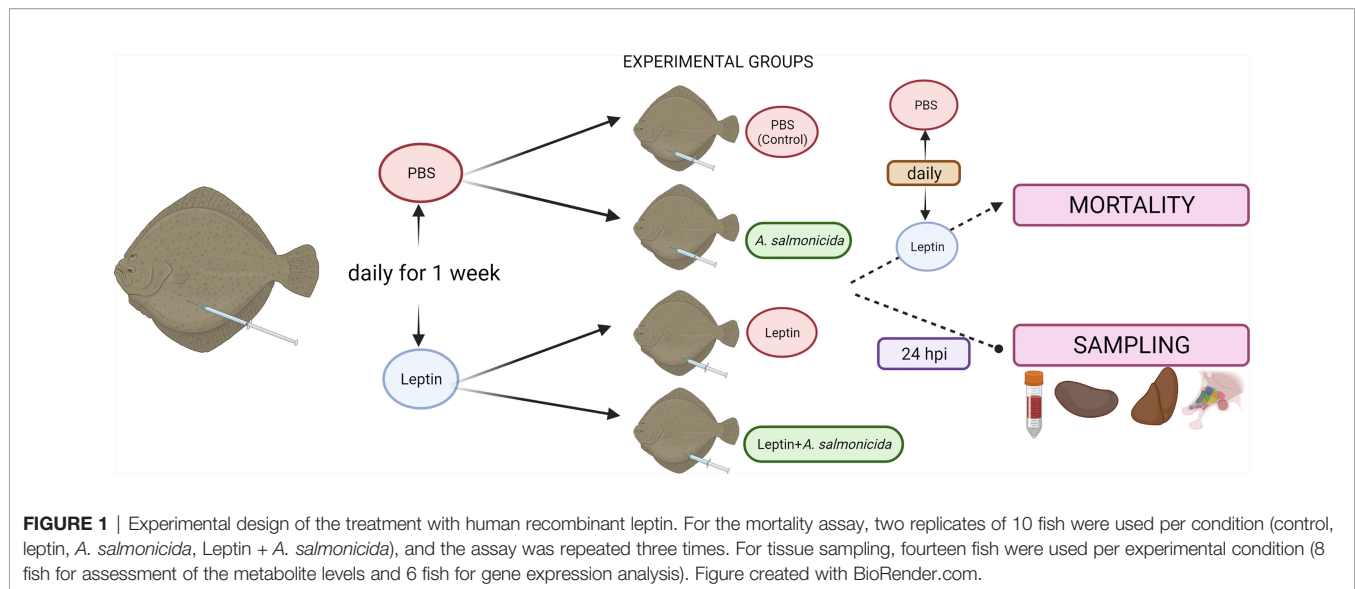 EXPERIMENTAL GROUPS
PBS
daily for 1 week
Leptin
PBS
(Control)
A. salmonicida
Leptin
Leptin+A. salmonicida
PBS
daily
Leptin
24 hpi
MORTALITY
SAMPLING
FIGURE 1 | Experimental design of the treatment with human recombinant leptin. For the mortality assay, two replicates of 10 fish were used per condition (control,
leptin, A. salmonicida, Leptin + A. salmonicida), and the assay was repeated three times. For tissue sampling, fourteen fish were used per experimental condition (8
fish for assessment of the metabolite levels and 6 fish for gene expression analysis). Figure created with BioRender.com.